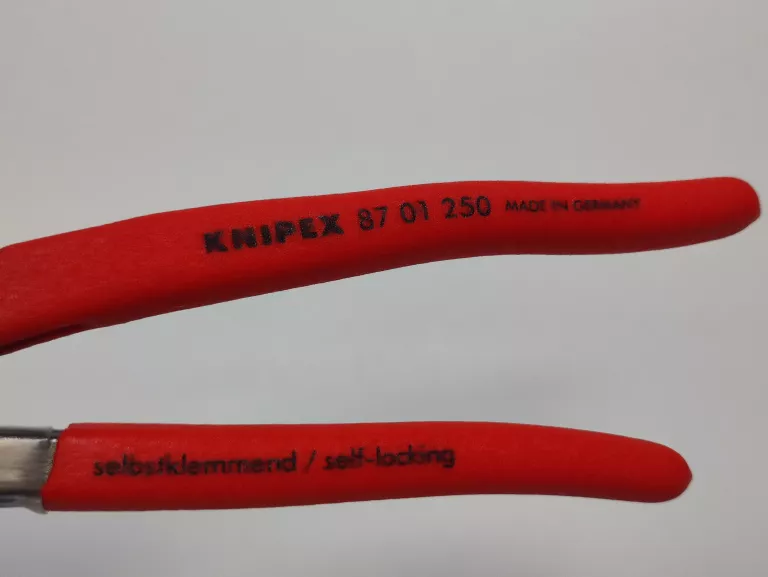 KNIPEX 87 01 250 MADE IN GERMANY
selbstklemmend / self-locking